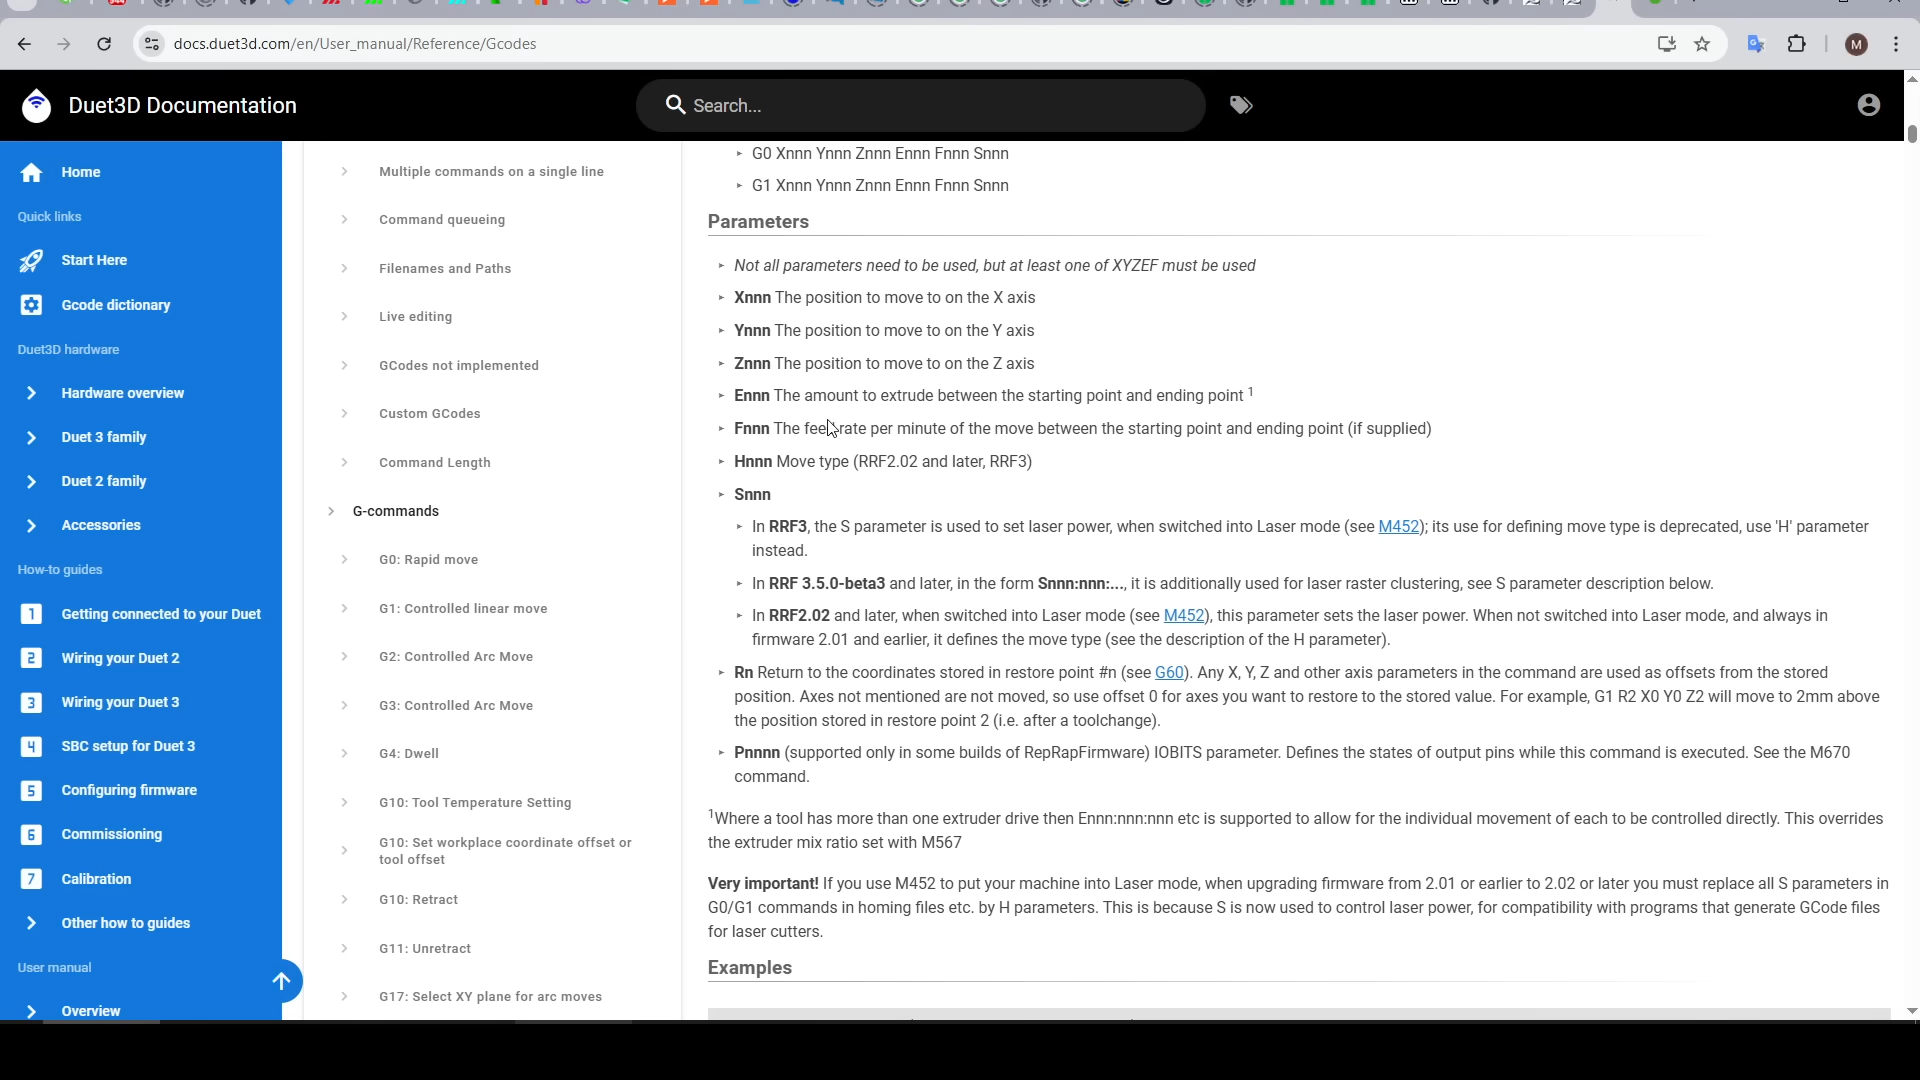 docs.duet3d.com/en/User_manual/Reference/Gcodes
M
Duet3D Documentation
Search...
Home
Quick links
Start Here
Gcode dictionary
Duet3D hardware
Hardware overview
Duet 3 family
Duet 2 family
Accessories
How-to guides
1 Getting connected to your Duet
2 Wiring your Duet 2
3 Wiring your Duet 3
4 SBC setup for Duet 3
5 Configuring firmware
6 Commissioning
7 Calibration
Other how to guides
User manual
Overview
Multiple commands on a single line
Command queueing
Filenames and Paths
Live editing
GCodes not implemented
Custom GCodes
Command Length
G-commands
G0: Rapid move
G1: Controlled linear move
G2: Controlled Arc Move
G3: Controlled Arc Move
G4: Dwell
G10: Tool Temperature Setting
G10: Set workplace coordinate offset or
tool offset
G10: Retract
G11: Unretract
G17: Select XY plane for arc moves
G0 Xnnn Ynnn Znnn Ennn Fnnn Snnn
G1 Xnnn Ynnn Znnn Ennn Fnnn Snnn
Parameters
Not all parameters need to be used, but at least one of XYZEF must be used
Xnnn The position to move to on the X axis
Ynnn The position to move to on the Y axis
Znnn The position to move to on the Z axis
Ennn The amount to extrude between the starting point and ending point 1
Fnnn The feedrate per minute of the move between the starting point and ending point (if supplied)
Hnnn Move type (RRF2.02 and later, RRF3)
Snnn
In RRF3, the S parameter is used to set laser power, when switched into Laser mode (see M452); its use for defining move type is deprecated, use 'H' parameter
instead.
In RRF 3.5.0-beta3 and later, in the form Snnn:nnn:..., it is additionally used for laser raster clustering, see S parameter description below.
In RRF2.02 and later, when switched into Laser mode (see M452), this parameter sets the laser power. When not switched into Laser mode, and always in
firmware 2.01 and earlier, it defines the move type (see the description of the H parameter).
Rn Return to the coordinates stored in restore point #n (see G60). Any X, Y, Z and other axis parameters in the command are used as offsets from the stored
position. Axes not mentioned are not moved, so use offset 0 for axes you want to restore to the stored value. For example, G1 R2 X0 Y0 Z2 will move to 2mm above
the position stored in restore point 2 (i.e. after a toolchange).
Pnnnn (supported only in some builds of RepRapFirmware) IOBITS parameter. Defines the states of output pins while this command is executed. See the M670
command.
1Where a tool has more than one extruder drive then Ennn:nnn:nnn etc is supported to allow for the individual movement of each to be controlled directly. This overrides
the extruder mix ratio set with M567
Very important! If you use M452 to put your machine into Laser mode, when upgrading firmware from 2.01 or earlier to 2.02 or later you must replace all S parameters in
G0/G1 commands in homing files etc. by H parameters. This is because S is now used to control laser power, for compatibility with programs that generate GCode files
for laser cutters.
Examples